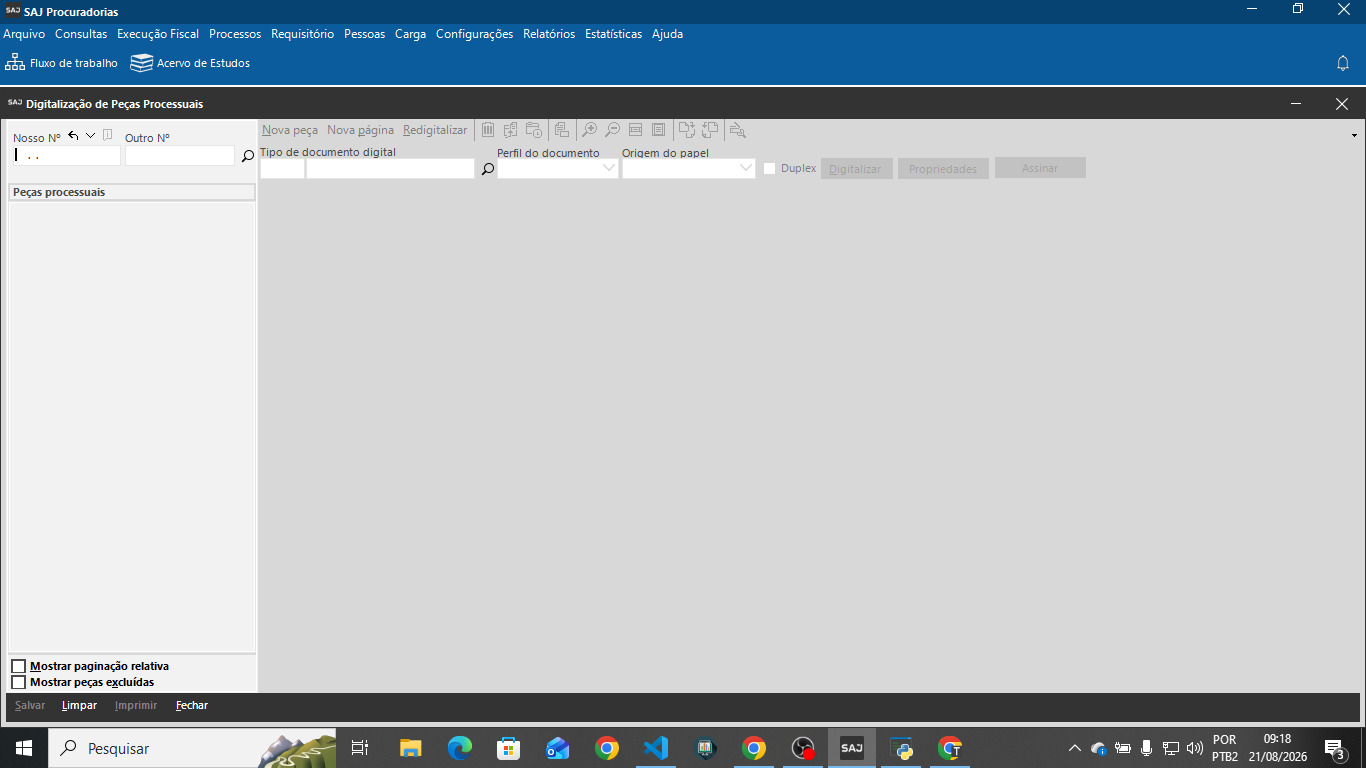 SAJ SAJ Procuradorias
Arquivo Consultas Execução Fiscal Processos Requisitório Pessoas Carga Configurações Relatórios Estatísticas Ajuda
Fluxo de trabalho Acervo de Estudos
SAJ Digitalização de Peças Processuais
Nova peça Nova página Redigitalizar
Nosso Nº Outro Nº
Tipo de documento digital Perfil do documento Origem do papel
. .
Duplex Digitalizar Propriedades Assinar
Peças processuais
Mostrar paginação relativa
Mostrar peças excluídas
Salvar Limpar Imprimir Fechar
Pesquisar
SAJ
T
POR
PTB2
09:18
21/08/2026
3